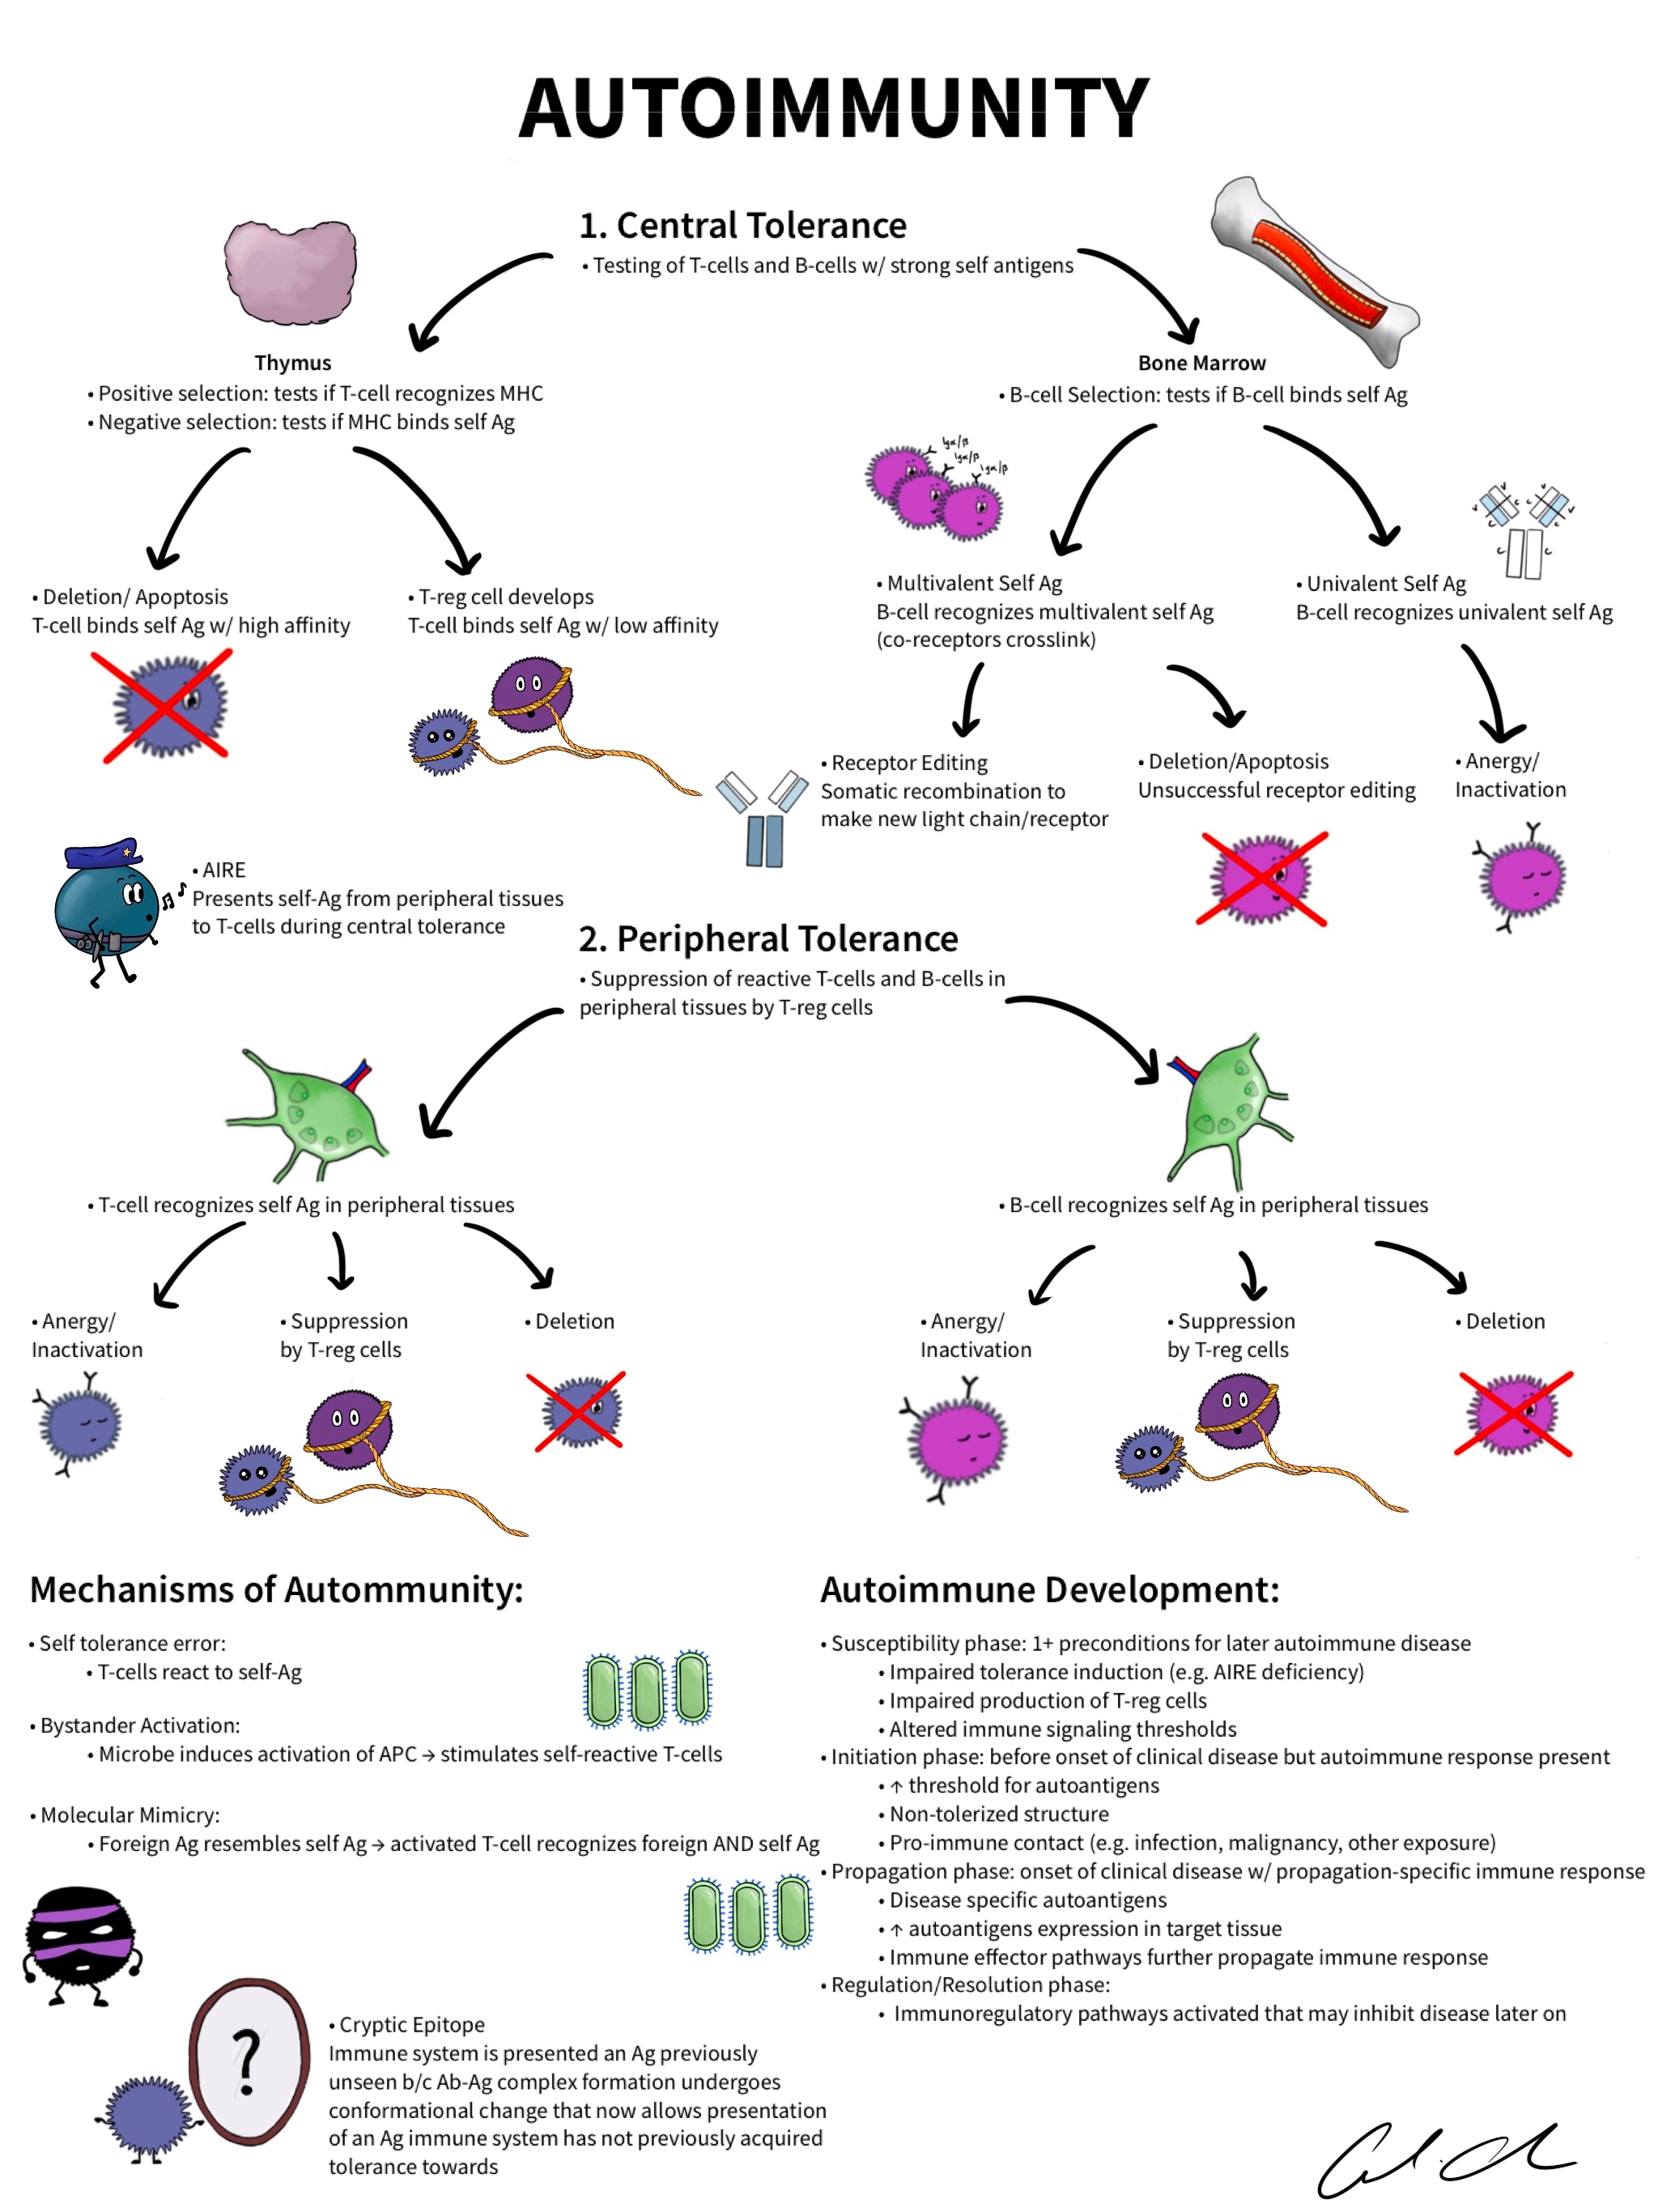 AUTOIMMUNITY
1. Central Tolerance
• Testing of T-cells and B-cells w/ strong self antigens
Thymus
• Positive selection: tests if T-cell recognizes MHC
• Negative selection: tests if MHC binds self Ag
Bone Marrow
• B-cell Selection: tests if B-cell binds self Ag
Igα/β
Igα/β
Igα/β
v
v
v
v
c
c
c
c
c
c
• Deletion/ Apoptosis
T-cell binds self Ag w/ high affinity
• T-reg cell develops
T-cell binds self Ag w/ low affinity
• Multivalent Self Ag
B-cell recognizes multivalent self Ag
(co-receptors crosslink)
• Univalent Self Ag
B-cell recognizes univalent self Ag
• Receptor Editing
Somatic recombination to
make new light chain/receptor
• Deletion/Apoptosis
Unsuccessful receptor editing
• Anergy/
Inactivation
• AIRE
Presents self-Ag from peripheral tissues
to T-cells during central tolerance
2. Peripheral Tolerance
• Suppression of reactive T-cells and B-cells in
peripheral tissues by T-reg cells
• T-cell recognizes self Ag in peripheral tissues
• B-cell recognizes self Ag in peripheral tissues
• Anergy/
Inactivation
• Suppression
by T-reg cells
• Deletion
• Anergy/
Inactivation
• Suppression
by T-reg cells
• Deletion
Mechanisms of Autommunity:
• Self tolerance error:
• T-cells react to self-Ag
• Bystander Activation:
• Microbe induces activation of APC → stimulates self-reactive T-cells
• Molecular Mimicry:
• Foreign Ag resembles self Ag → activated T-cell recognizes foreign AND self Ag
?
• Cryptic Epitope
Immune system is presented an Ag previously
unseen b/c Ab-Ag complex formation undergoes
conformational change that now allows presentation
of an Ag immune system has not previously acquired
tolerance towards
Autoimmune Development:
• Susceptibility phase: 1+ preconditions for later autoimmune disease
• Impaired tolerance induction (e.g. AIRE deficiency)
• Impaired production of T-reg cells
• Altered immune signaling thresholds
• Initiation phase: before onset of clinical disease but autoimmune response present
• ↑ threshold for autoantigens
• Non-tolerized structure
• Pro-immune contact (e.g. infection, malignancy, other exposure)
• Propagation phase: onset of clinical disease w/ propagation-specific immune response
• Disease specific autoantigens
• ↑ autoantigens expression in target tissue
• Immune effector pathways further propagate immune response
• Regulation/Resolution phase:
• Immunoregulatory pathways activated that may inhibit disease later on